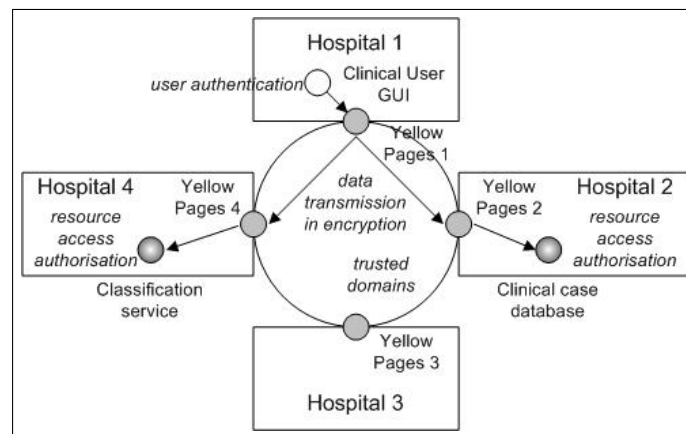 Hospital 1
user authentication
Clinical User
GUI
Yellow
Pages 1
Hospital 4
Yellow
Pages 4
resource
access
authorisation
data
transmission
in encryption
Yellow
Pages 2
Hospital 2
resource
access
authorisation
trusted
domains
Classification
service
Clinical case
database
Yellow
Pages 3
Hospital 3